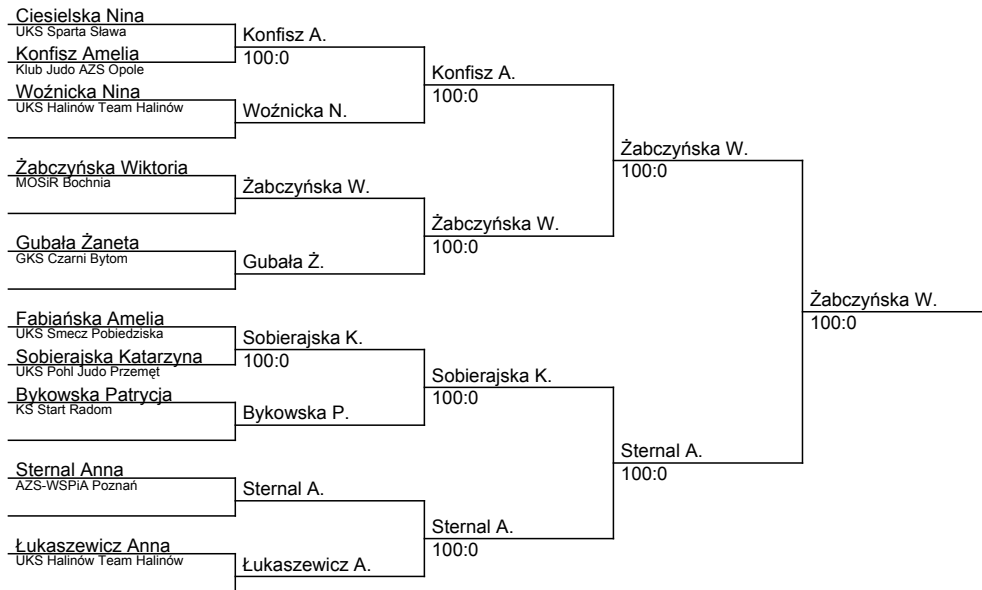 Ciesielska Nina
UKS Sparta Sława
Konfisz Amelia
Klub Judo AZS Opole
Woźnicka Nina
UKS Halinów Team Halinów
Żabczyńska Wiktoria
MOSiR Bochnia
Gubała Żaneta
GKS Czarni Bytom
Fabiańska Amelia
UKS Smecz Pobiedziska
Sobierajska Katarzyna
UKS Pohl Judo Przemęt
Bykowska Patrycja
KS Start Radom
Sternal Anna
AZS-WSPiA Poznań
Łukaszewicz Anna
UKS Halinów Team Halinów
Konfisz A.
100:0
Woźnicka N.
Żabczyńska W.
Gubała Ż.
Sobierajska K.
100:0
Bykowska P.
Sternal A.
Łukaszewicz A.
Konfisz A.
100:0
Żabczyńska W.
100:0
Sobierajska K.
100:0
Sternal A.
100:0
Żabczyńska W.
100:0
Sternal A.
100:0
Żabczyńska W.
100:0